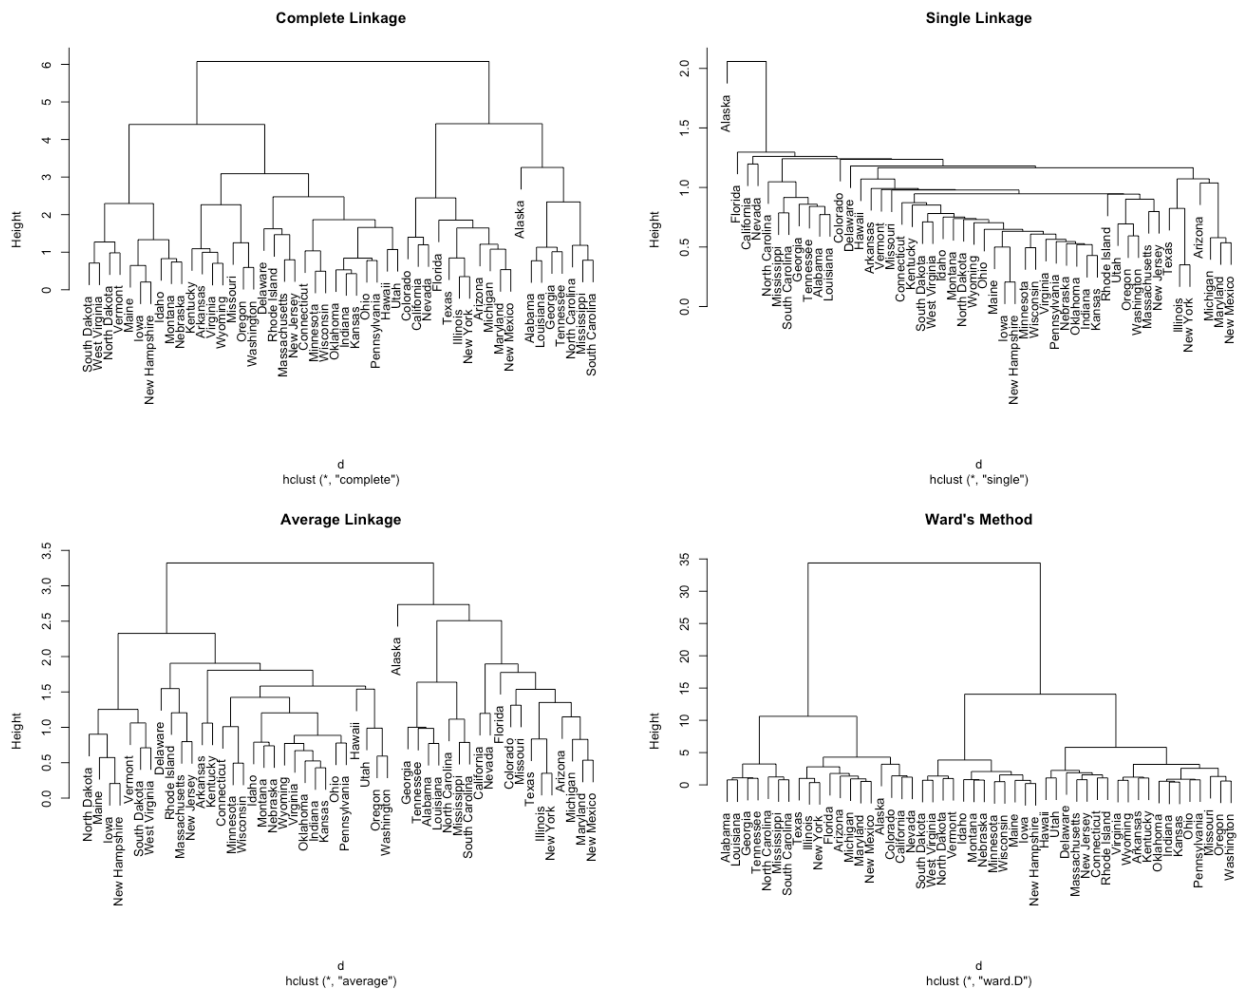 Complete Linkage
Height
6
5
4
3
2
1
0
South Dakota
West Virginia
North Dakota
Vermont
Maine
Iowa
New Hampshire
Idaho
Montana
Nebraska
Kentucky
Arkansas
Virginia
Wyoming
Missouri
Oregon
Washington
Delaware
Rhode Island
Massachusetts
New Jersey
Connecticut
Minnesota
Wisconsin
Oklahoma
Indiana
Kansas
Ohio
Pennsylvania
Hawaii
Utah
Colorado
California
Nevada
Florida
Texas
Illinois
New York
Arizona
Michigan
Maryland
New Mexico
Alaska
Alabama
Louisiana
Georgia
Tennessee
North Carolina
Mississippi
South Carolina
d
hclust (*, "complete")
Single Linkage
Height
2.0
1.5
1.0
0.5
0.0
Alaska
Florida
California
Nevada
North Carolina
Mississippi
South Carolina
Georgia
Tennessee
Alabama
Louisiana
Colorado
Delaware
Hawaii
Arkansas
Vermont
Missouri
Connecticut
Kentucky
South Dakota
West Virginia
Idaho
Montana
North Dakota
Wyoming
Ohio
Maine
Iowa
New Hampshire
Minnesota
Wisconsin
Virginia
Pennsylvania
Nebraska
Oklahoma
Indiana
Kansas
Rhode Island
Utah
Oregon
Washington
Massachusetts
New Jersey
Texas
Illinois
New York
Arizona
Michigan
Maryland
New Mexico
d
hclust (*, "single")
Average Linkage
Height
3.5
3.0
2.5
2.0
1.5
1.0
0.5
0.0
North Dakota
Maine
Iowa
New Hampshire
Vermont
South Dakota
West Virginia
Delaware
Rhode Island
Massachusetts
New Jersey
Arkansas
Kentucky
Connecticut
Minnesota
Wisconsin
Idaho
Montana
Nebraska
Wyoming
Virginia
Oklahoma
Indiana
Kansas
Ohio
Pennsylvania
Hawaii
Utah
Oregon
Washington
Alaska
Georgia
Tennessee
Alabama
Louisiana
North Carolina
Mississippi
South Carolina
California
Nevada
Florida
Colorado
Missouri
Texas
Illinois
New York
Arizona
Michigan
Maryland
New Mexico
d
hclust (*, "average")
Ward's Method
Height
35
30
25
20
15
10
5
0
Alabama
Louisiana
Georgia
Tennessee
North Carolina
Mississippi
South Carolina
Texas
Illinois
New York
Florida
Arizona
Michigan
Maryland
New Mexico
Alaska
Colorado
California
Nevada
South Dakota
West Virginia
North Dakota
Vermont
Idaho
Montana
Nebraska
Minnesota
Wisconsin
Maine
Iowa
New Hampshire
Hawaii
Utah
Delaware
Massachusetts
New Jersey
Connecticut
Rhode Island
Virginia
Wyoming
Arkansas
Kentucky
Oklahoma
Indiana
Kansas
Ohio
Pennsylvania
Missouri
Oregon
Washington
d
hclust (*, "ward.D")